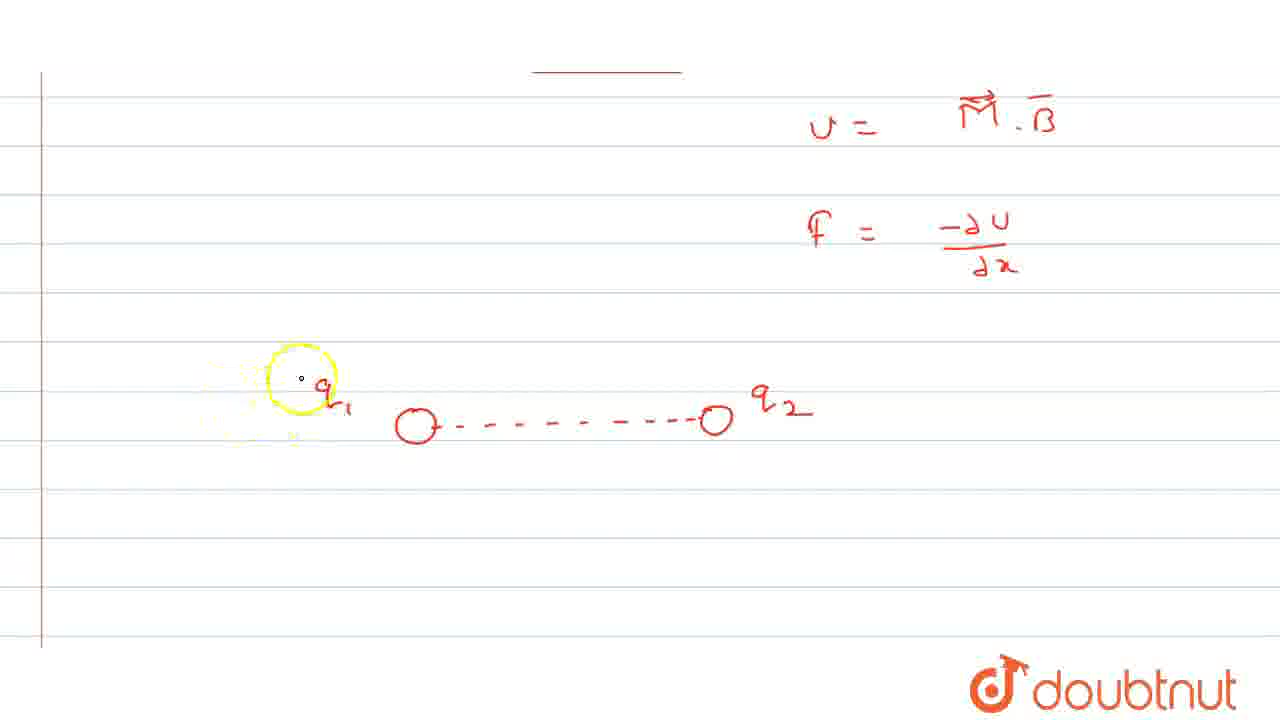 U = M⃗ . B̅
F = -∂U/∂x
q₁
q₂
doubtnut